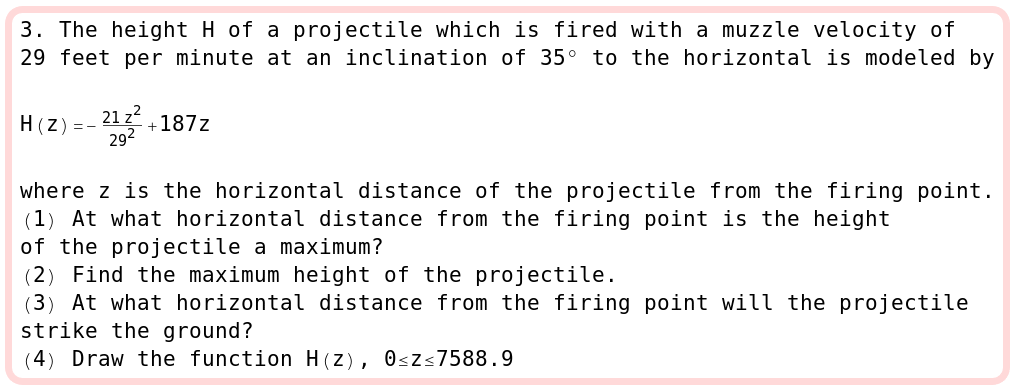 3. The height H of a projectile which is fired with a muzzle velocity of
29 feet per minute at an inclination of 35° to the horizontal is modeled by
H(z)=-\frac{21 z^2}{29^2}+187z
where z is the horizontal distance of the projectile from the firing point.
(1) At what horizontal distance from the firing point is the height
of the projectile a maximum?
(2) Find the maximum height of the projectile.
(3) At what horizontal distance from the firing point will the projectile
strike the ground?
(4) Draw the function H(z), 0≤z≤7588.9